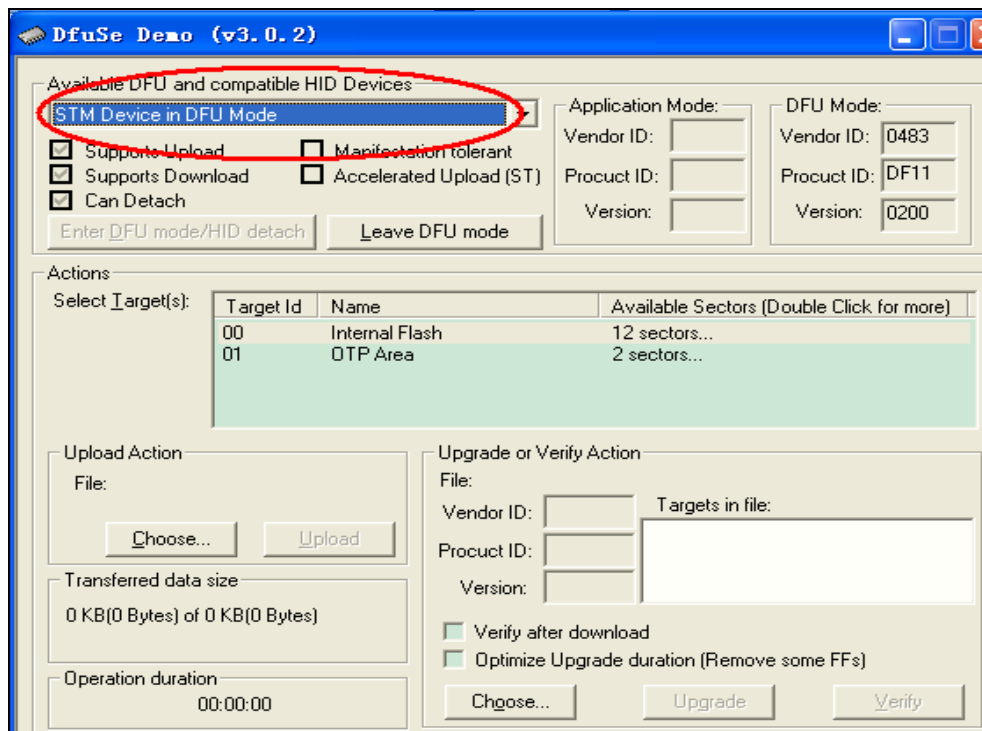 DfuSe Demo (v3.0.2)
Available DFU and compatible HID Devices
STM Device in DFU Mode
Supports Upload
Manifestation tolerant
Supports Download
Accelerated Upload (ST)
Can Detach
Enter DFU mode/HID detach
Leave DFU mode
Application Mode:
Vendor ID:
Procuct ID:
Version:
DFU Mode:
Vendor ID: 0483
Procuct ID: DF11
Version: 0200
Actions
Select Target(s):
Target Id Name Available Sectors (Double Click for more)
00 Internal Flash 12 sectors...
01 OTP Area 2 sectors...
Upload Action
File:
Choose... Upload
Transferred data size
0 KB(0 Bytes) of 0 KB(0 Bytes)
Operation duration
00:00:00
Upgrade or Verify Action
File:
Vendor ID:
Procuct ID:
Version:
Targets in file:
Verify after download
Optimize Upgrade duration (Remove some FFs)
Choose... Upgrade Verify